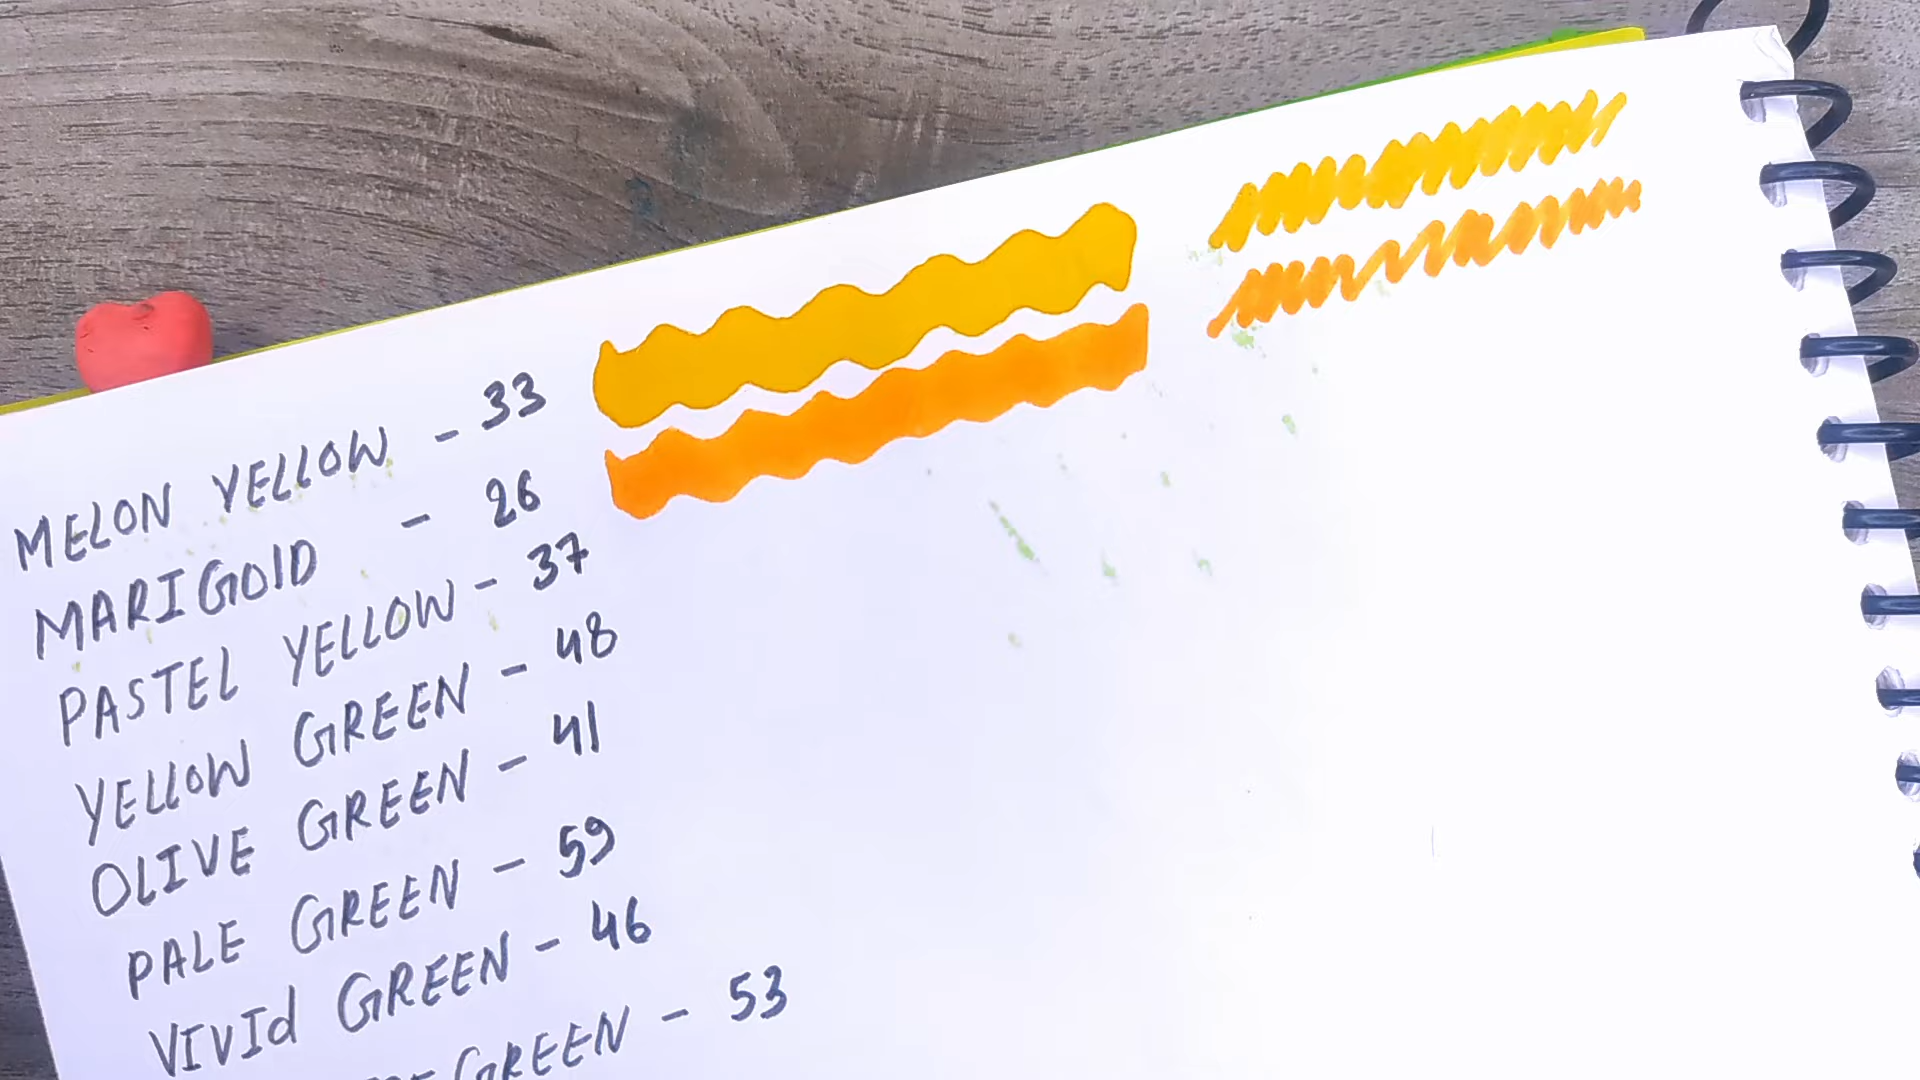 MELON YELLOW - 33
MARIGOlD - 26
PASTEL YELLOW - 37
YELLOW GREEN - 48
OLIVE GREEN - 41
PALE GREEN - 59
VIVId GREEN - 46
GREEN - 53